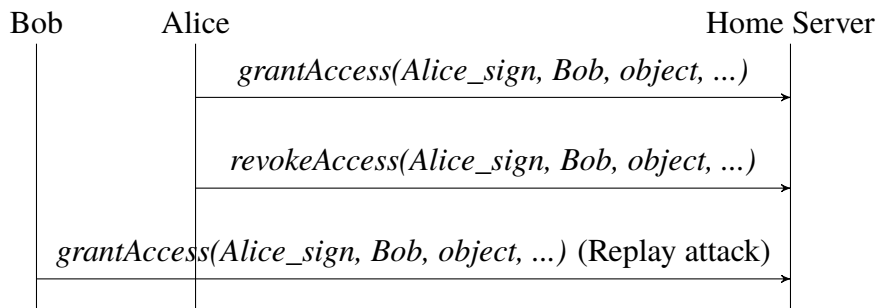 Bob Alice Home Server
grantAccess(Alice_sign, Bob, object, ...)
revokeAccess(Alice_sign, Bob, object, ...)
grantAccess(Alice_sign, Bob, object, ...) (Replay attack)